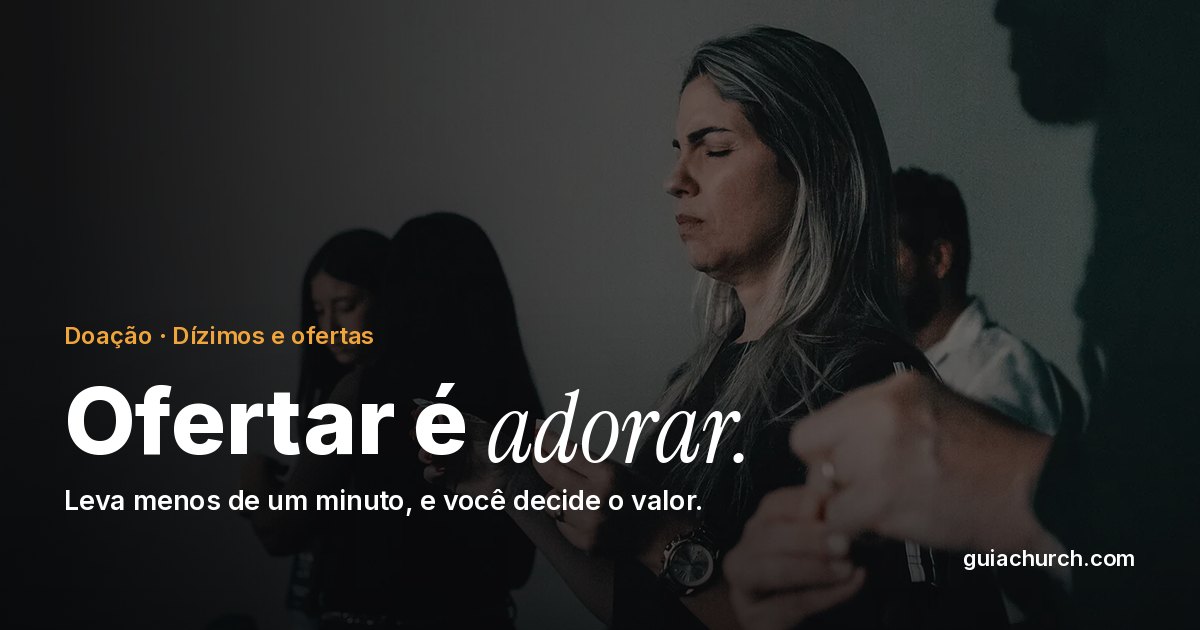 Doação · Dízimos e ofertas
Ofertar é adorar.
Leva menos de um minuto, e você decide o valor.
guiachurch.com